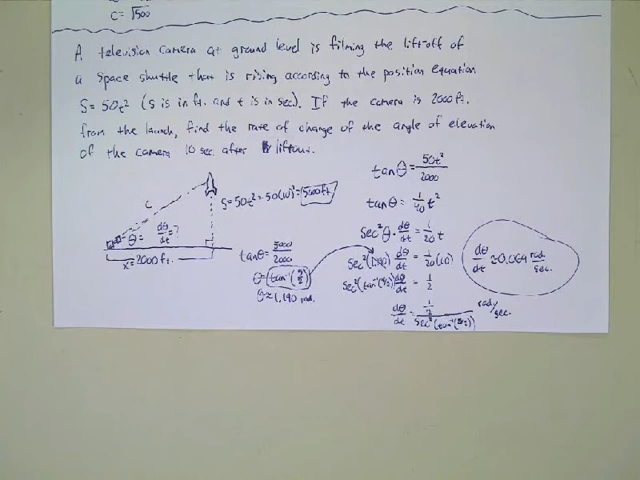 C = √500
A television camera at ground level is filming the liftoff of
a space shuttle that is rising according to the position equation
S = 50t² (S is in ft. and t is in sec). If the camera is 2000 ft.
from the launch, find the rate of change of the angle of elevation
of the camera 10 sec. after liftoff.
S = 50t² = 50(10)² = 5000 ft
C
θ = dθ/dt = ?
x = 2000 ft.
tanθ = 5000/2000
θ = tan⁻¹(5/2)
θ ≈ 1.190 rad.
tanθ = 50t²/2000
tanθ = 1/40 t²
sec²θ · dθ/dt = 1/20 t
sec²(1.190) dθ/dt = 1/20 (10)
sec²(tan⁻¹(5/2)) dθ/dt = 1/2
dθ/dt = 1/2 / sec²(tan⁻¹(5/2)) rad/sec.
dθ/dt ≈ 0.069 rad/sec.